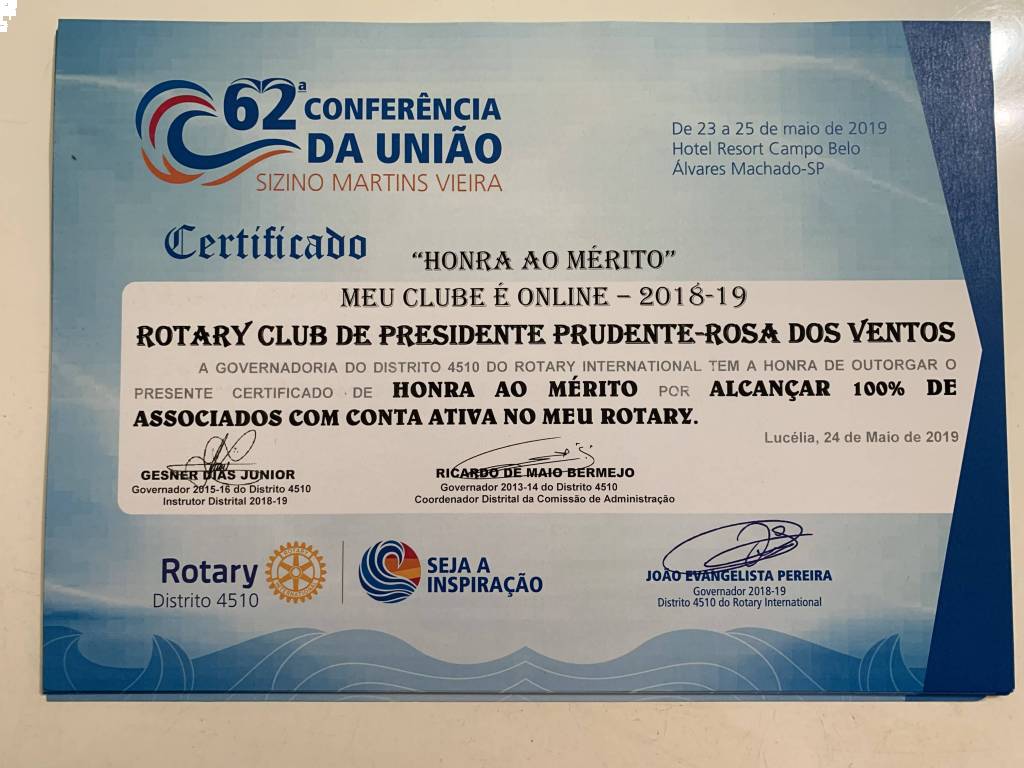 62ª CONFERÊNCIA
DA UNIÃO
SIZINO MARTINS VIEIRA
De 23 a 25 de maio de 2019
Hotel Resort Campo Belo
Álvares Machado-SP
Certificado
“HONRA AO MÉRITO”
MEU CLUBE É ONLINE – 2018-19
ROTARY CLUB DE PRESIDENTE PRUDENTE-ROSA DOS VENTOS
A GOVERNADORIA DO DISTRITO 4510 DO ROTARY INTERNATIONAL TEM A HONRA DE OUTORGAR O
PRESENTE CERTIFICADO DE HONRA AO MÉRITO POR ALCANÇAR 100% DE
ASSOCIADOS COM CONTA ATIVA NO MEU ROTARY.
Lucélia, 24 de Maio de 2019
GESNER DIAS JUNIOR
Governador 2015-16 do Distrito 4510
Instrutor Distrital 2018-19
RICARDO DE MAIO BERMEJO
Governador 2013-14 do Distrito 4510
Coordenador Distrital da Comissão de Administração
Rotary
Distrito 4510
ROTARY
INTERNATIONAL
SEJA A
INSPIRAÇÃO
JOÃO EVANGELISTA PEREIRA
Governador 2018-19
Distrito 4510 do Rotary International